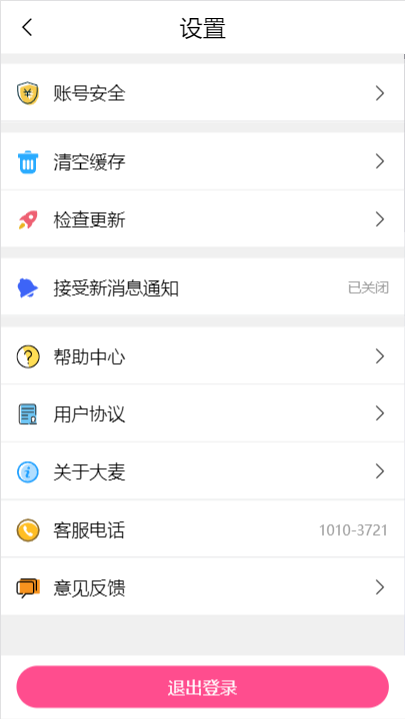 设置
账号安全
清空缓存
检查更新
接受新消息通知 已关闭
帮助中心
用户协议
关于大麦
客服电话 1010-3721
意见反馈
退出登录